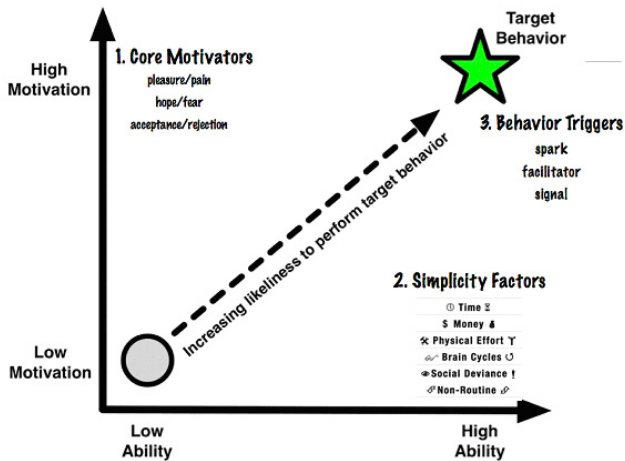 Target
Behavior
High
Motivation
1. Core Motivators
pleasure/pain
hope/fear
acceptance/rejection
3. Behavior Triggers
spark
facilitator
signal
Increasing likeliness to perform target behavior
2. Simplicity Factors
Time
$ Money
Physical Effort
Brain Cycles
Social Deviance !
Non-Routine
Low
Motivation
Low
Ability
High
Ability